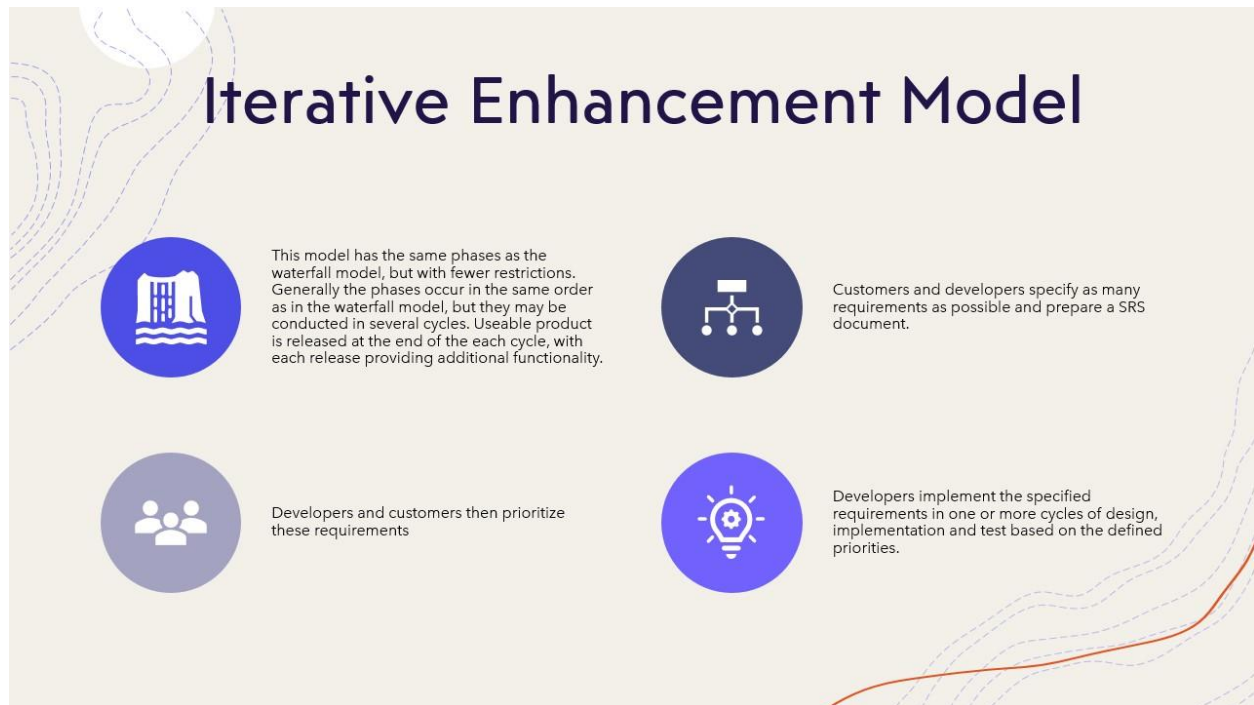 Iterative Enhancement Model
This model has the same phases as the
waterfall model, but with fewer restrictions.
Generally the phases occur in the same order
as in the waterfall model, but they may be
conducted in several cycles. Useable product
is released at the end of the each cycle, with
each release providing additional functionality.
Customers and developers specify as many
requirements as possible and prepare a SRS
document.
Developers and customers then prioritize
these requirements
Developers implement the specified
requirements in one or more cycles of design,
implementation and test based on the defined
priorities.